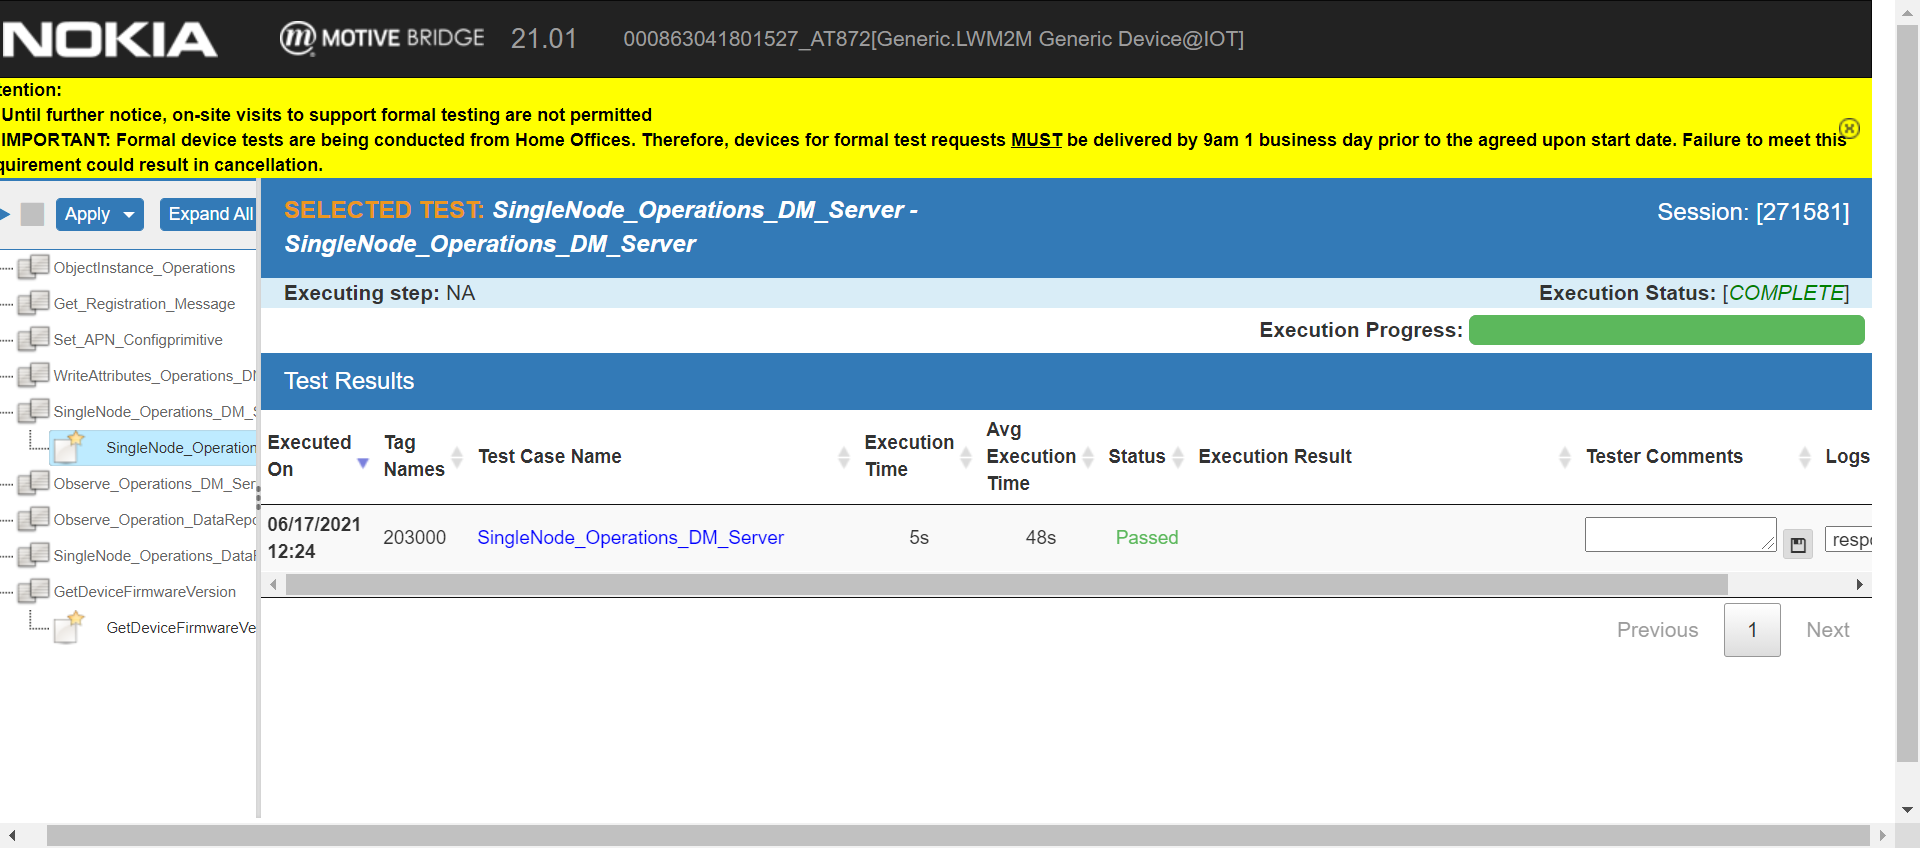 NOKIA
m MOTIVE BRIDGE 21.01 000863041801527_AT872[Generic.LWM2M Generic Device@IOT]
tention:
Until further notice, on-site visits to support formal testing are not permitted
IMPORTANT: Formal device tests are being conducted from Home Offices. Therefore, devices for formal test requests MUST be delivered by 9am 1 business day prior to the agreed upon start date. Failure to meet this
quirement could result in cancellation.
Apply Expand All
ObjectInstance_Operations
Get_Registration_Message
Set_APN_Configprimitive
WriteAttributes_Operations_DM
SingleNode_Operations_DM_S
SingleNode_Operation
Observe_Operations_DM_Ser
Observe_Operation_DataRepo
SingleNode_Operations_DataR
GetDeviceFirmwareVersion
GetDeviceFirmwareVe
SELECTED TEST: SingleNode_Operations_DM_Server -
SingleNode_Operations_DM_Server
Session: [271581]
Executing step: NA
Execution Status: [COMPLETE]
Execution Progress:
Test Results
Executed
On
Tag
Names
Test Case Name
Execution
Time
Avg
Execution
Time
Status
Execution Result
Tester Comments
Logs
06/17/2021
12:24
203000
SingleNode_Operations_DM_Server
5s
48s
Passed
respo
Previous 1 Next